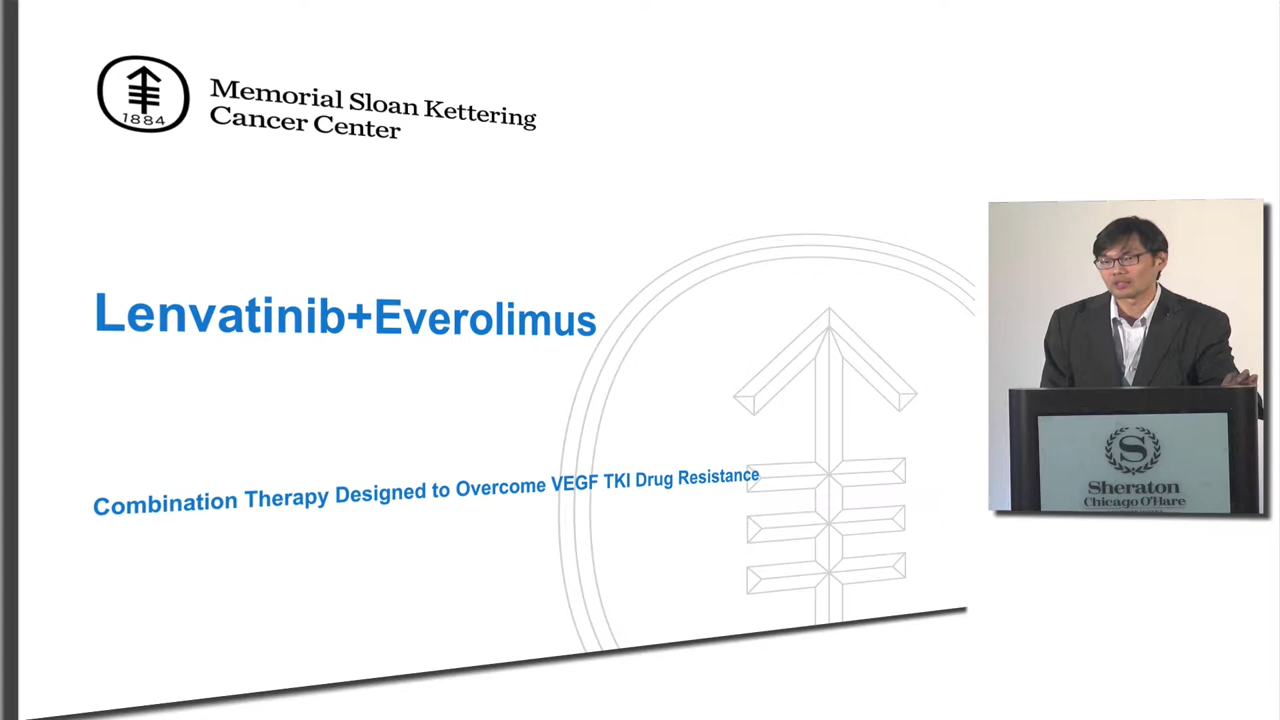 1884
Memorial Sloan Kettering
Cancer Center
Lenvatinib+Everolimus
Combination Therapy Designed to Overcome VEGF TKI Drug Resistance
S
Sheraton
Chicago O'Hare